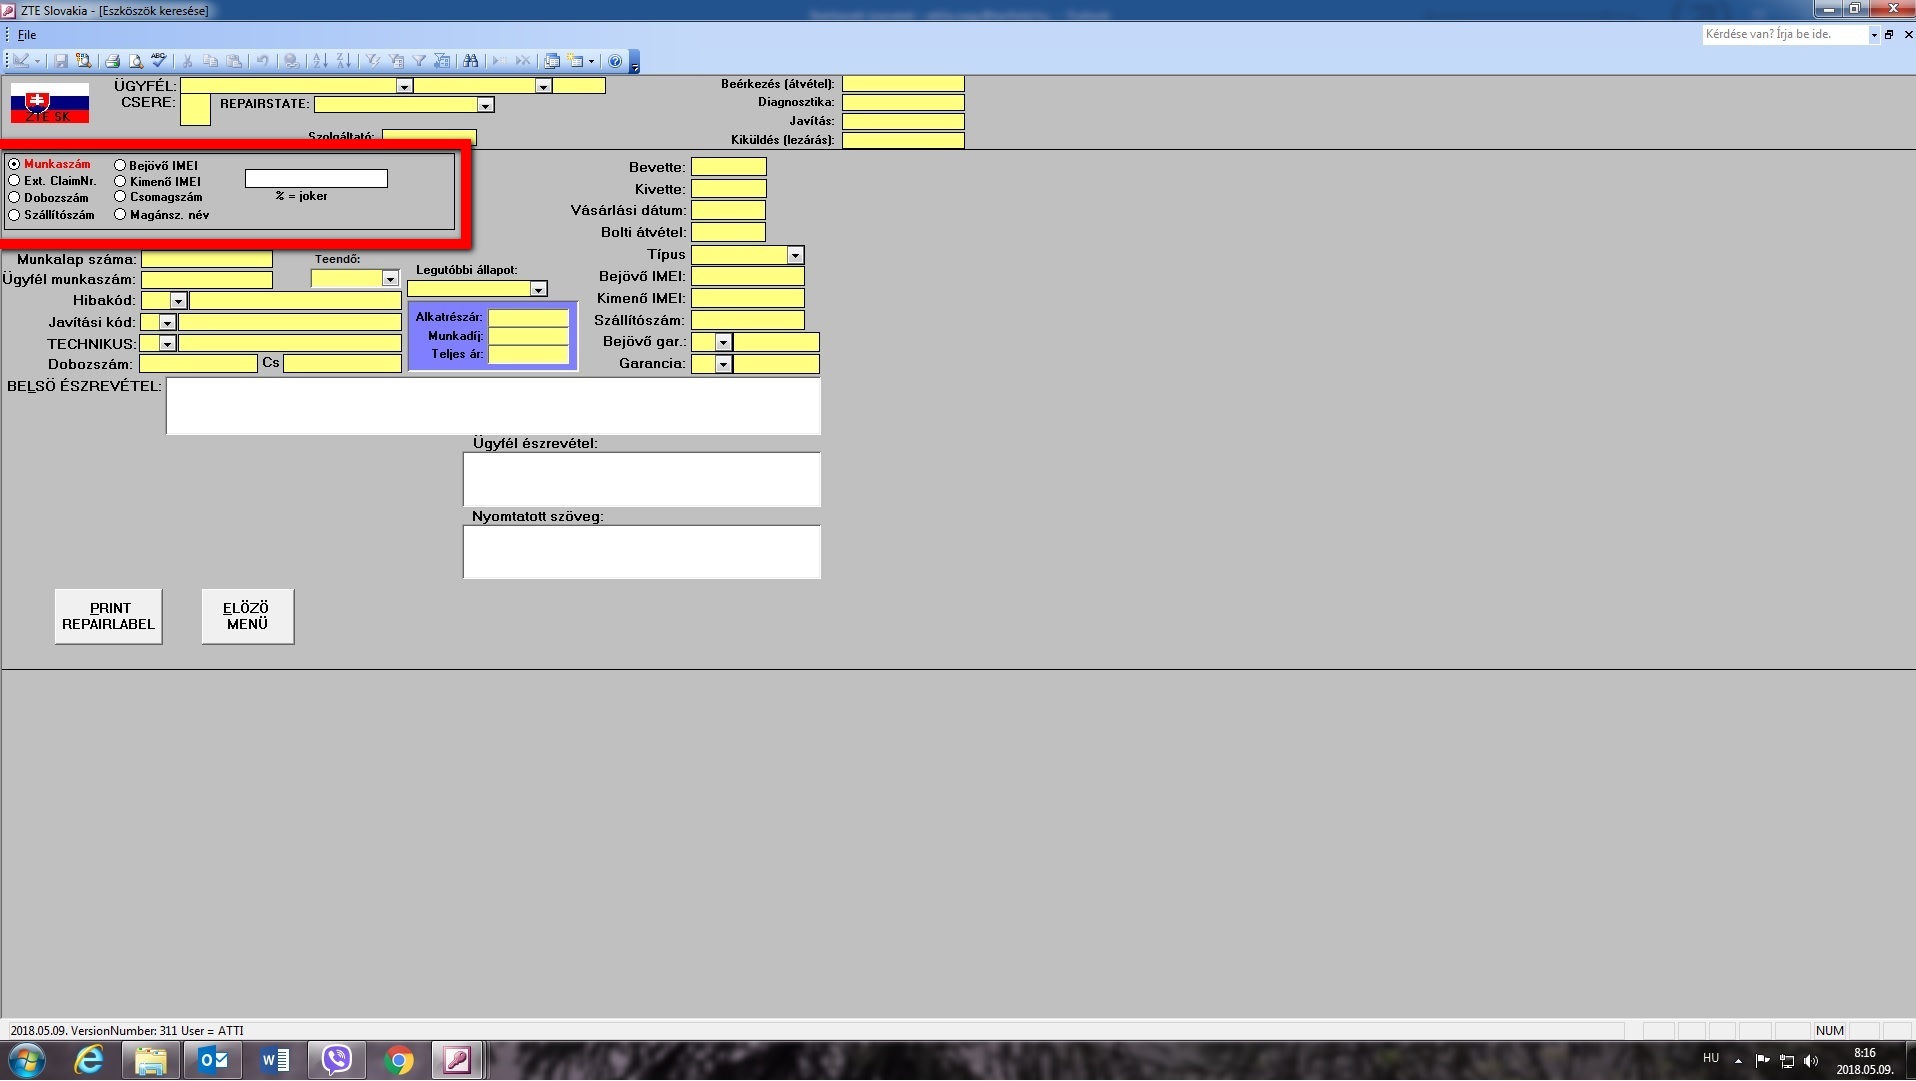 ZTE Slovakia - [Eszköszök keresése]
File
Kérdése van? Írja be ide.
ZTE SK
ÜGYFÉL:
CSERE:
REPAIRSTATE:
Szolgáltató:
Beérkezés (átvétel):
Diagnosztika:
Javítás:
Kiküldés (lezárás):
Munkaszám
Bejövő IMEI
Ext. ClaimNr.
Kimenő IMEI
Dobozszám
Csomagszám
% = joker
Szállítószám
Magánsz. név
Bevette:
Kivette:
Vásárlási dátum:
Bolti átvétel:
Típus
Bejövő IMEI:
Kimenő IMEI:
Szállítószám:
Bejövő gar.:
Garancia:
Munkalap száma:
Teendő:
Legutóbbi állapot:
Ügyfél munkaszám:
Hibakód:
Javítási kód:
TECHNIKUS:
Dobozszám:
Cs
Alkatrészár:
Munkadíj:
Teljes ár:
BELSÖ ÉSZREVÉTEL:
Ügyfél észrevétel:
Nyomtatott szöveg:
PRINT
REPAIRLABEL
ELÖZÖ
MENÜ
2018.05.09. VersionNumber: 311 User = ATTI
NUM
HU
8:16
2018.05.09.